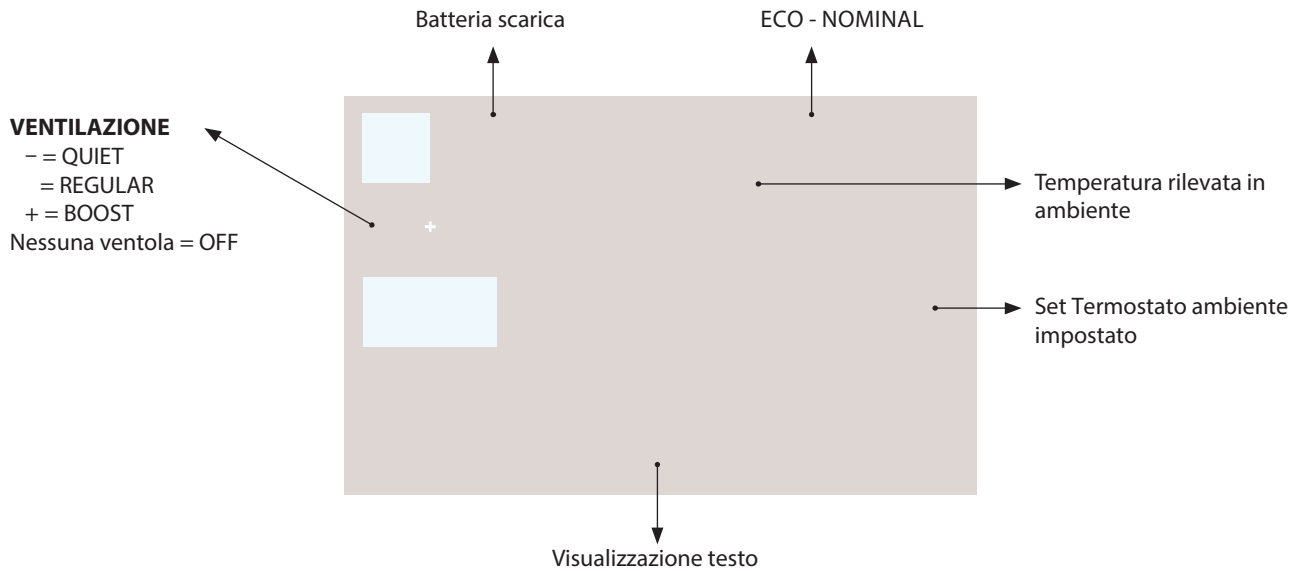 Batteria scarica
ECO - NOMINAL
VENTILAZIONE
– = QUIET
= REGULAR
+ = BOOST
Nessuna ventola = OFF
Temperatura rilevata in
ambiente
+
Set Termostato ambiente
impostato
Visualizzazione testo